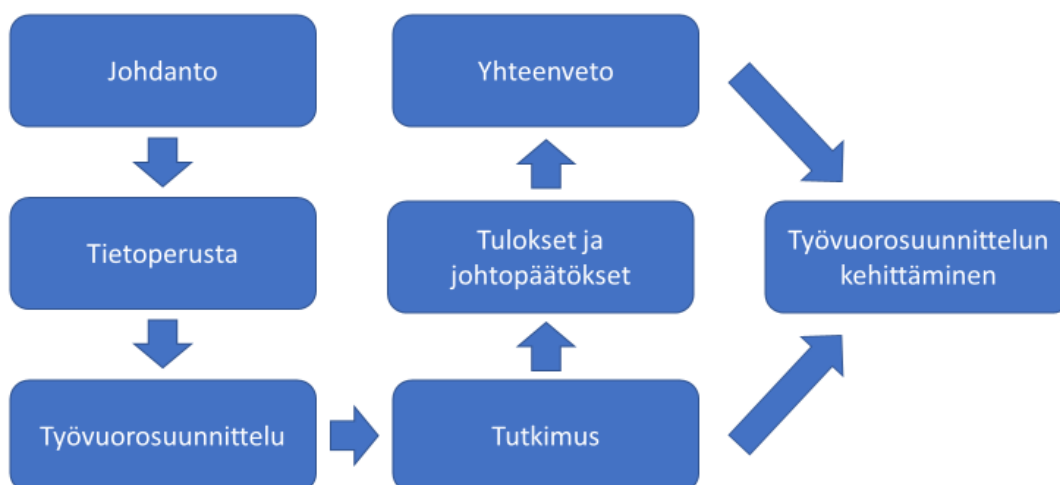 Johdanto
Tietoperusta
Työvuorosuunnittelu
Tutkimus
Tulokset ja
johtopäätökset
Yhteenveto
Työvuorosuunnittelun
kehittäminen